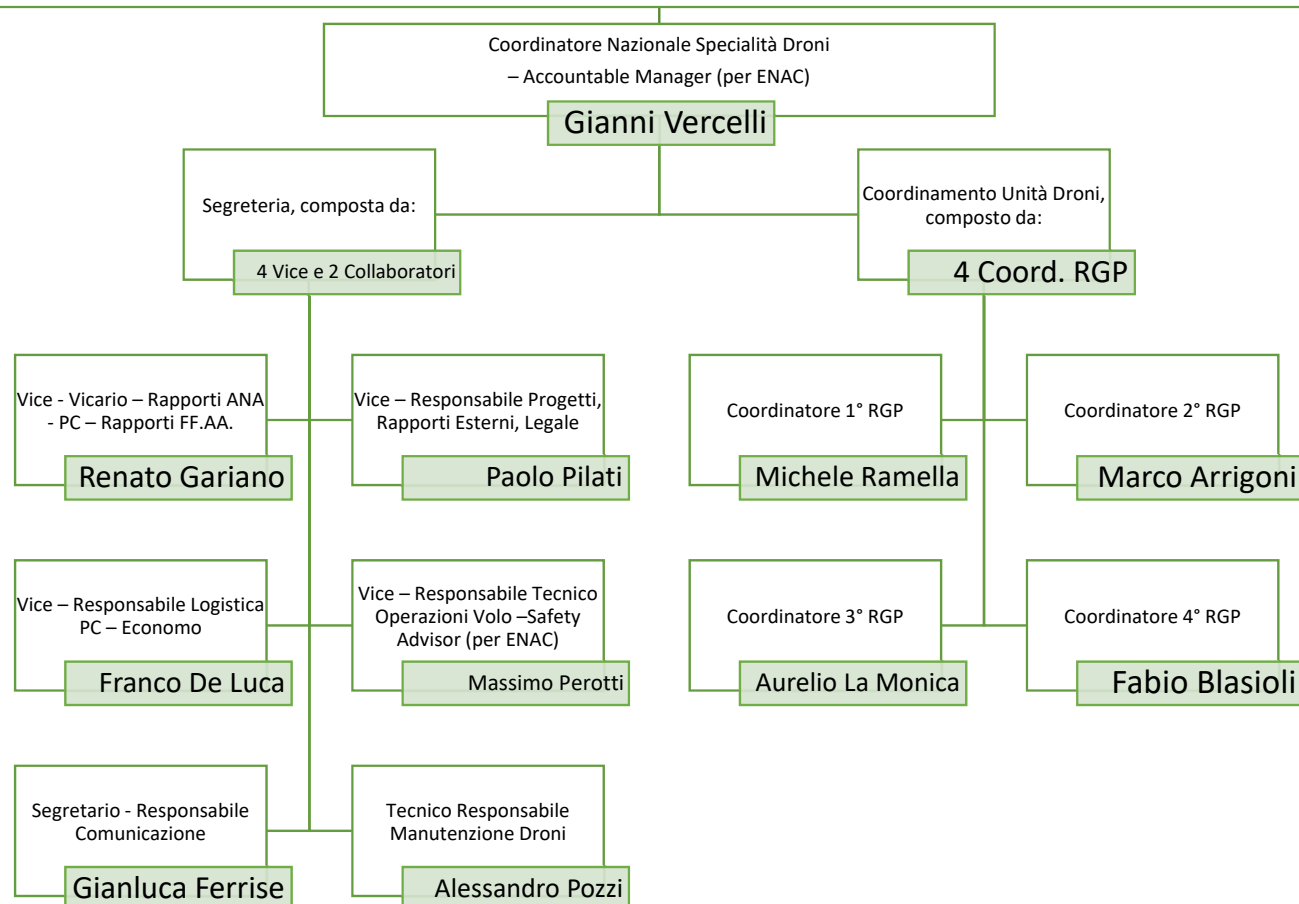 Coordinatore Nazionale Specialità Droni
– Accountable Manager (per ENAC)
Gianni Vercelli
Segreteria, composta da:
4 Vice e 2 Collaboratori
Coordinamento Unità Droni,
composto da:
4 Coord. RGP
Vice - Vicario – Rapporti ANA
- PC – Rapporti FF.AA.
Renato Gariano
Vice – Responsabile Progetti,
Rapporti Esterni, Legale
Paolo Pilati
Coordinatore 1° RGP
Michele Ramella
Coordinatore 2° RGP
Marco Arrigoni
Vice – Responsabile Logistica
PC – Economo
Franco De Luca
Vice – Responsabile Tecnico
Operazioni Volo –Safety
Advisor (per ENAC)
Massimo Perotti
Coordinatore 3° RGP
Aurelio La Monica
Coordinatore 4° RGP
Fabio Blasioli
Segretario - Responsabile
Comunicazione
Gianluca Ferrise
Tecnico Responsabile
Manutenzione Droni
Alessandro Pozzi